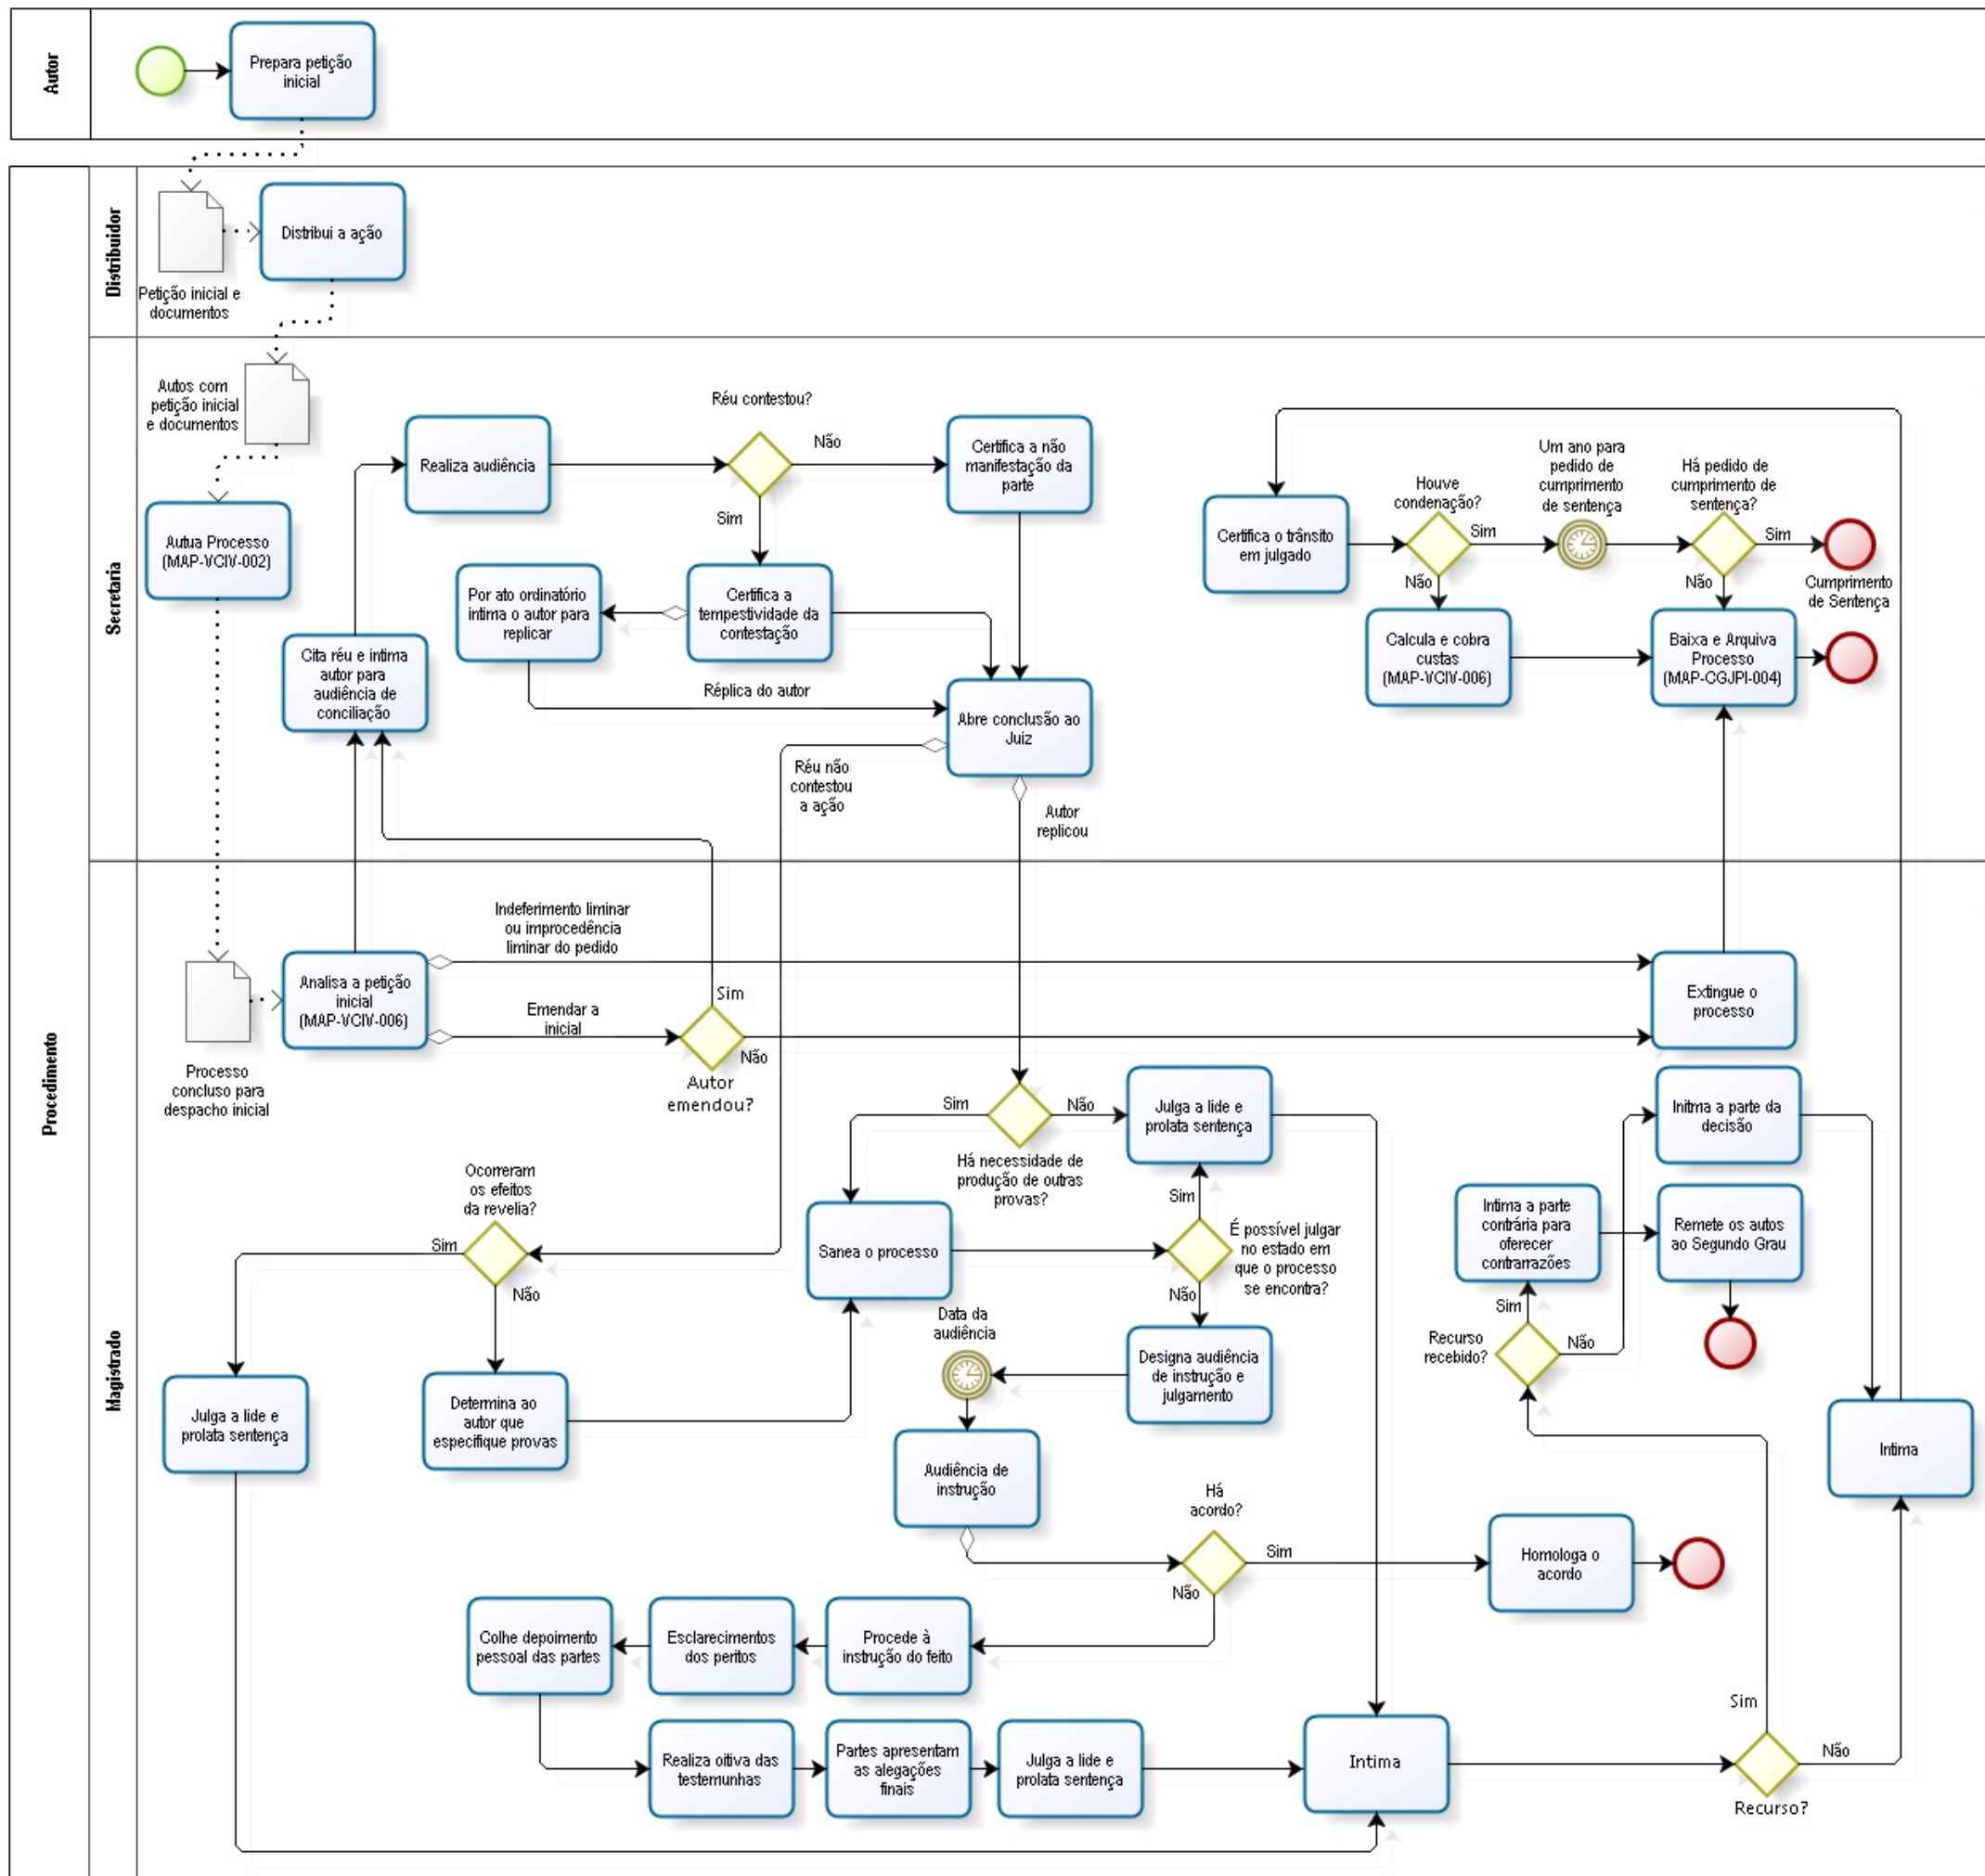 Autor
Prepara petição
inicial
Procedimento
Distribuidor
Distribui a ação
Petição inicial e
documentos
Secretaria
Autos com
petição inicial
e documentos
Autua Processo
(MAP-VCIV-002)
Cita réu e intima
autor para
audiência de
conciliação
Realiza audiência
Réu contestou?
Não
Sim
Certifica a não
manifestação da
parte
Por ato ordinatório
intima o autor para
replicar
Certifica a
tempestividade da
contestação
Réplica do autor
Abre conclusão ao
Juiz
Réu não
contestou
a ação
Autor
replicou
Certifica o trânsito
em julgado
Houve
condenação?
Sim
Não
Um ano para
pedido de
cumprimento
de sentença
Há pedido de
cumprimento de
sentença?
Sim
Não
Cumprimento
de Sentença
Calcula e cobra
custas
(MAP-VCIV-006)
Baixa e Arquiva
Processo
(MAP-CGJPI-004)
Magistrado
Processo
concluso para
despacho inicial
Analisa a petição
inicial
(MAP-VCIV-006)
Indeferimento liminar
ou improcedência
liminar do pedido
Emendar a
inicial
Sim
Não
Autor
emendou?
Extingue o
processo
Sim
Não
Há necessidade de
produção de outras
provas?
Julga a lide e
prolata sentença
Initma a parte da
decisão
Ocorreram
os efeitos
da revelia?
Sim
Não
Sanea o processo
Sim
É possível julgar
no estado em
que o processo
se encontra?
Não
Intima a parte
contrária para
oferecer
contrarrazões
Remete os autos
ao Segundo Grau
Sim
Recurso
recebido?
Não
Julga a lide e
prolata sentença
Determina ao
autor que
especifique provas
Data da
audiência
Designa audiência
de instrução e
julgamento
Audiência de
instrução
Intima
Há
acordo?
Sim
Não
Homologa o
acordo
Colhe depoimento
pessoal das partes
Esclarecimentos
dos peritos
Procede à
instrução do feito
Realiza oitiva das
testemunhas
Partes apresentam
as alegações
finais
Julga a lide e
prolata sentença
Intima
Sim
Não
Recurso?